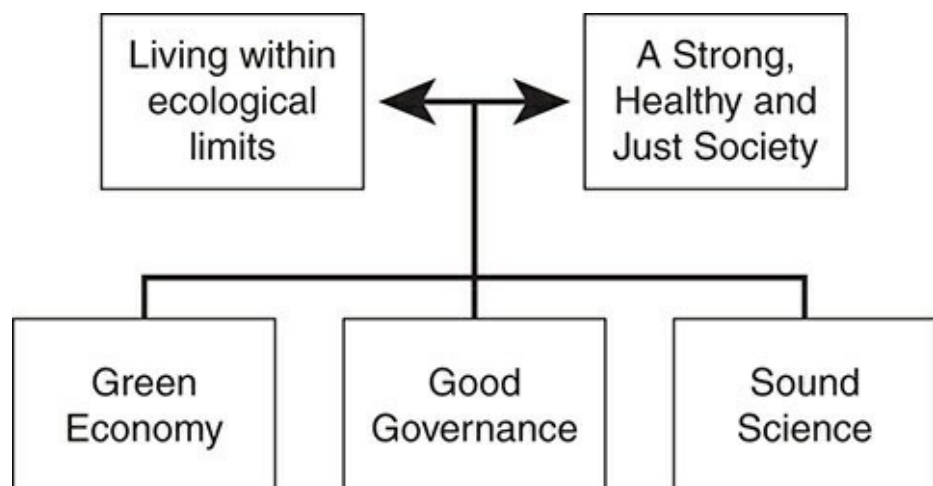 Living within
ecological
limits
A Strong,
Healthy and
Just Society
Green
Economy
Good
Governance
Sound
Science